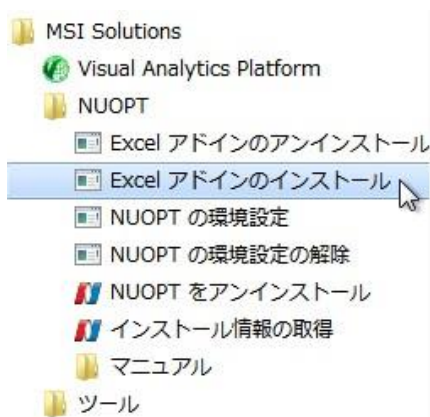 MSI Solutions
Visual Analytics Platform
NUOPT
Excel アドインのアンインストール
Excel アドインのインストール
NUOPT の環境設定
NUOPT の環境設定の解除
NUOPT をアンインストール
インストール情報の取得
マニュアル
ツール